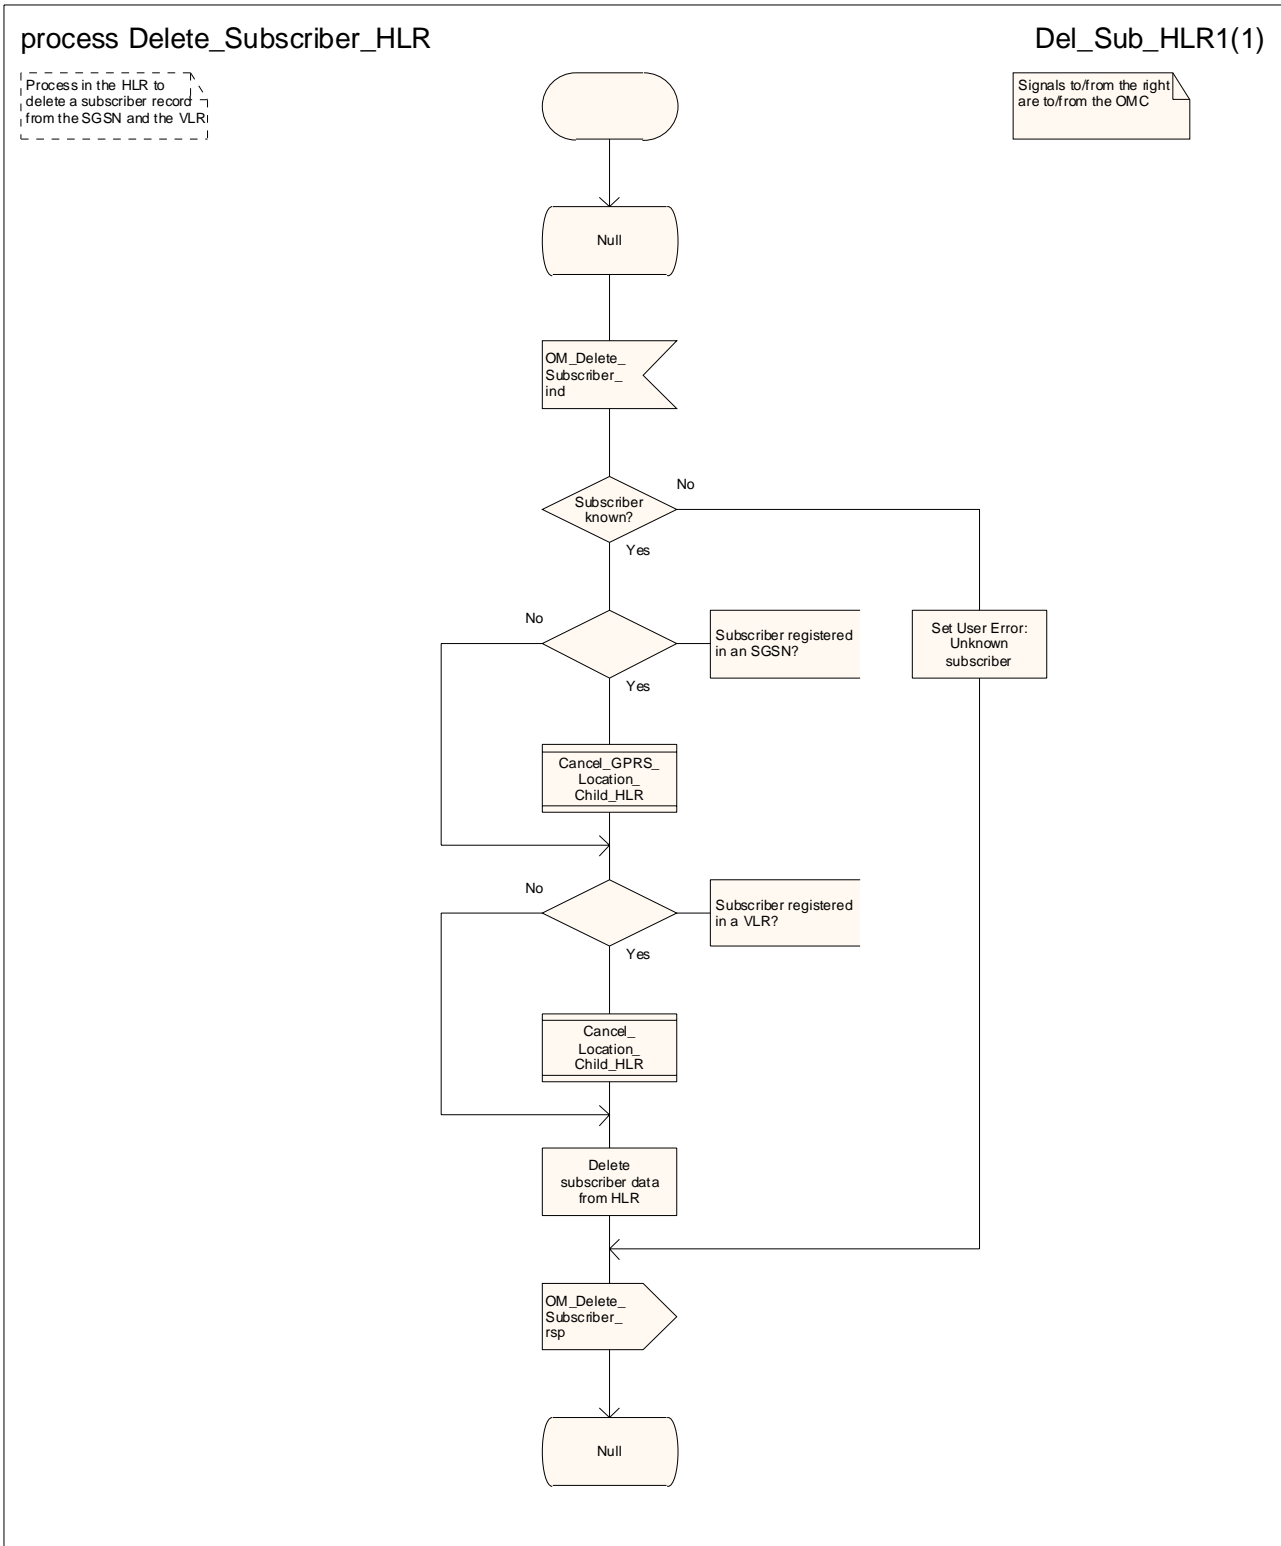 process Delete_Subscriber_HLR
Del_Sub_HLR1(1)
Process in the HLR to
delete a subscriber record
from the SGSN and the VLR
Signals to/from the right
are to/from the OMC
Null
OM_Delete_
Subscriber_
ind
Subscriber
known?
No
Yes
No
Subscriber registered
in an SGSN?
Set User Error:
Unknown
subscriber
Yes
Cancel_GPRS_
Location_
Child_HLR
No
Subscriber registered
in a VLR?
Yes
Cancel_
Location_
Child_HLR
Delete
subscriber data
from HLR
OM_Delete_
Subscriber_
rsp
Null